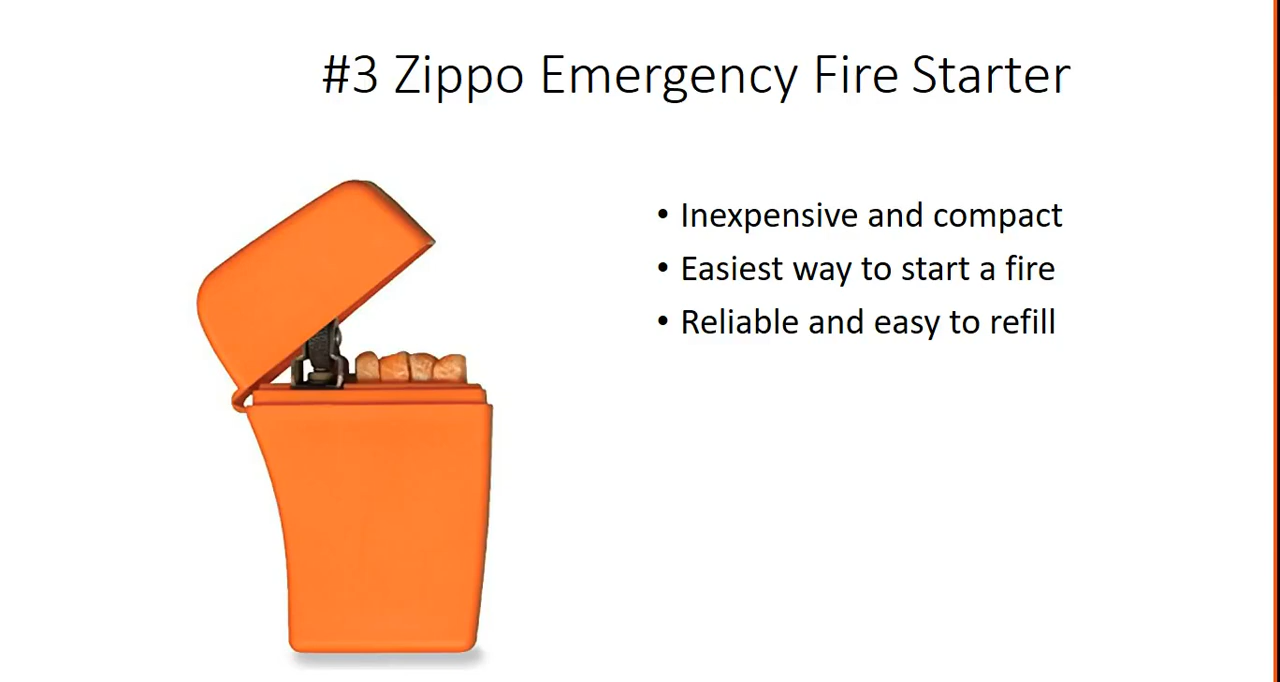 #3 Zippo Emergency Fire Starter
• Inexpensive and compact
• Easiest way to start a fire
• Reliable and easy to refill